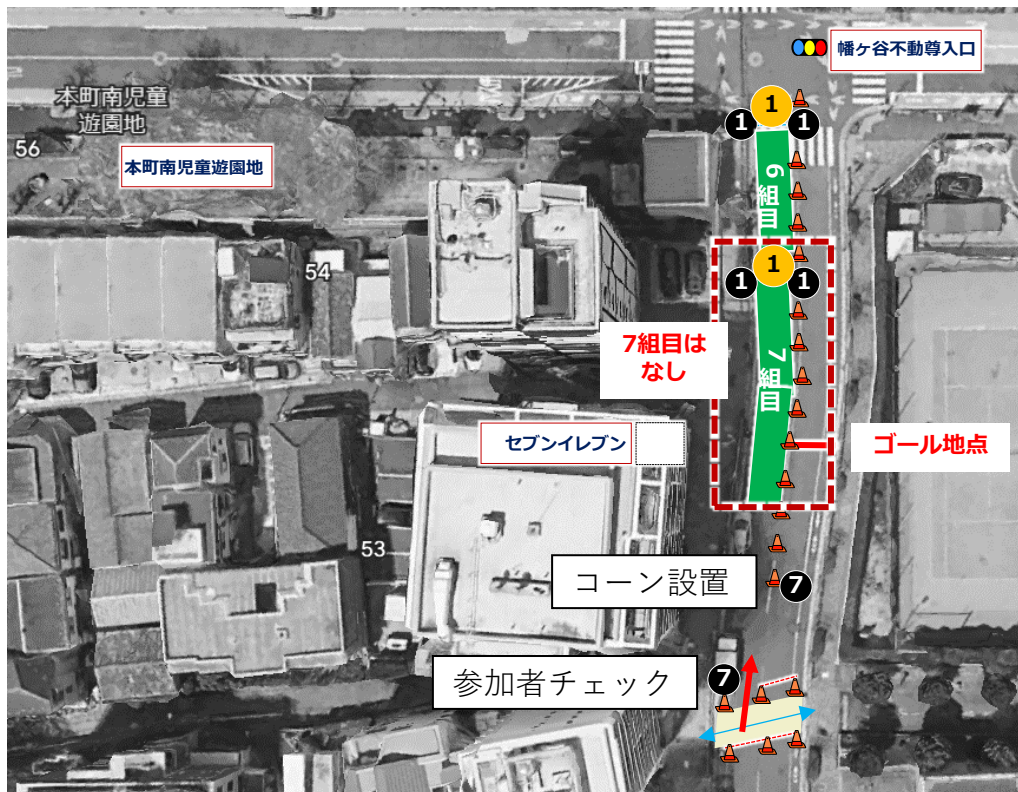 幡ヶ谷不動尊入口
本町南児童
遊園地
1
1
1
56
本町南児童遊園地
6組目
54
1
1
1
7組目は
なし
7組目
ゴール地点
セブンイレブン
53
コーン設置
7
参加者チェック
7